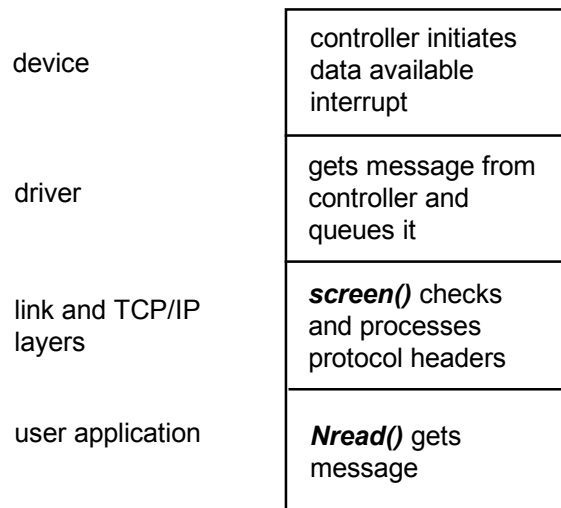 device
controller initiates
data available
interrupt
driver
gets message from
controller and
queues it
link and TCP/IP
layers
screen() checks
and processes
protocol headers
user application
Nread() gets
message